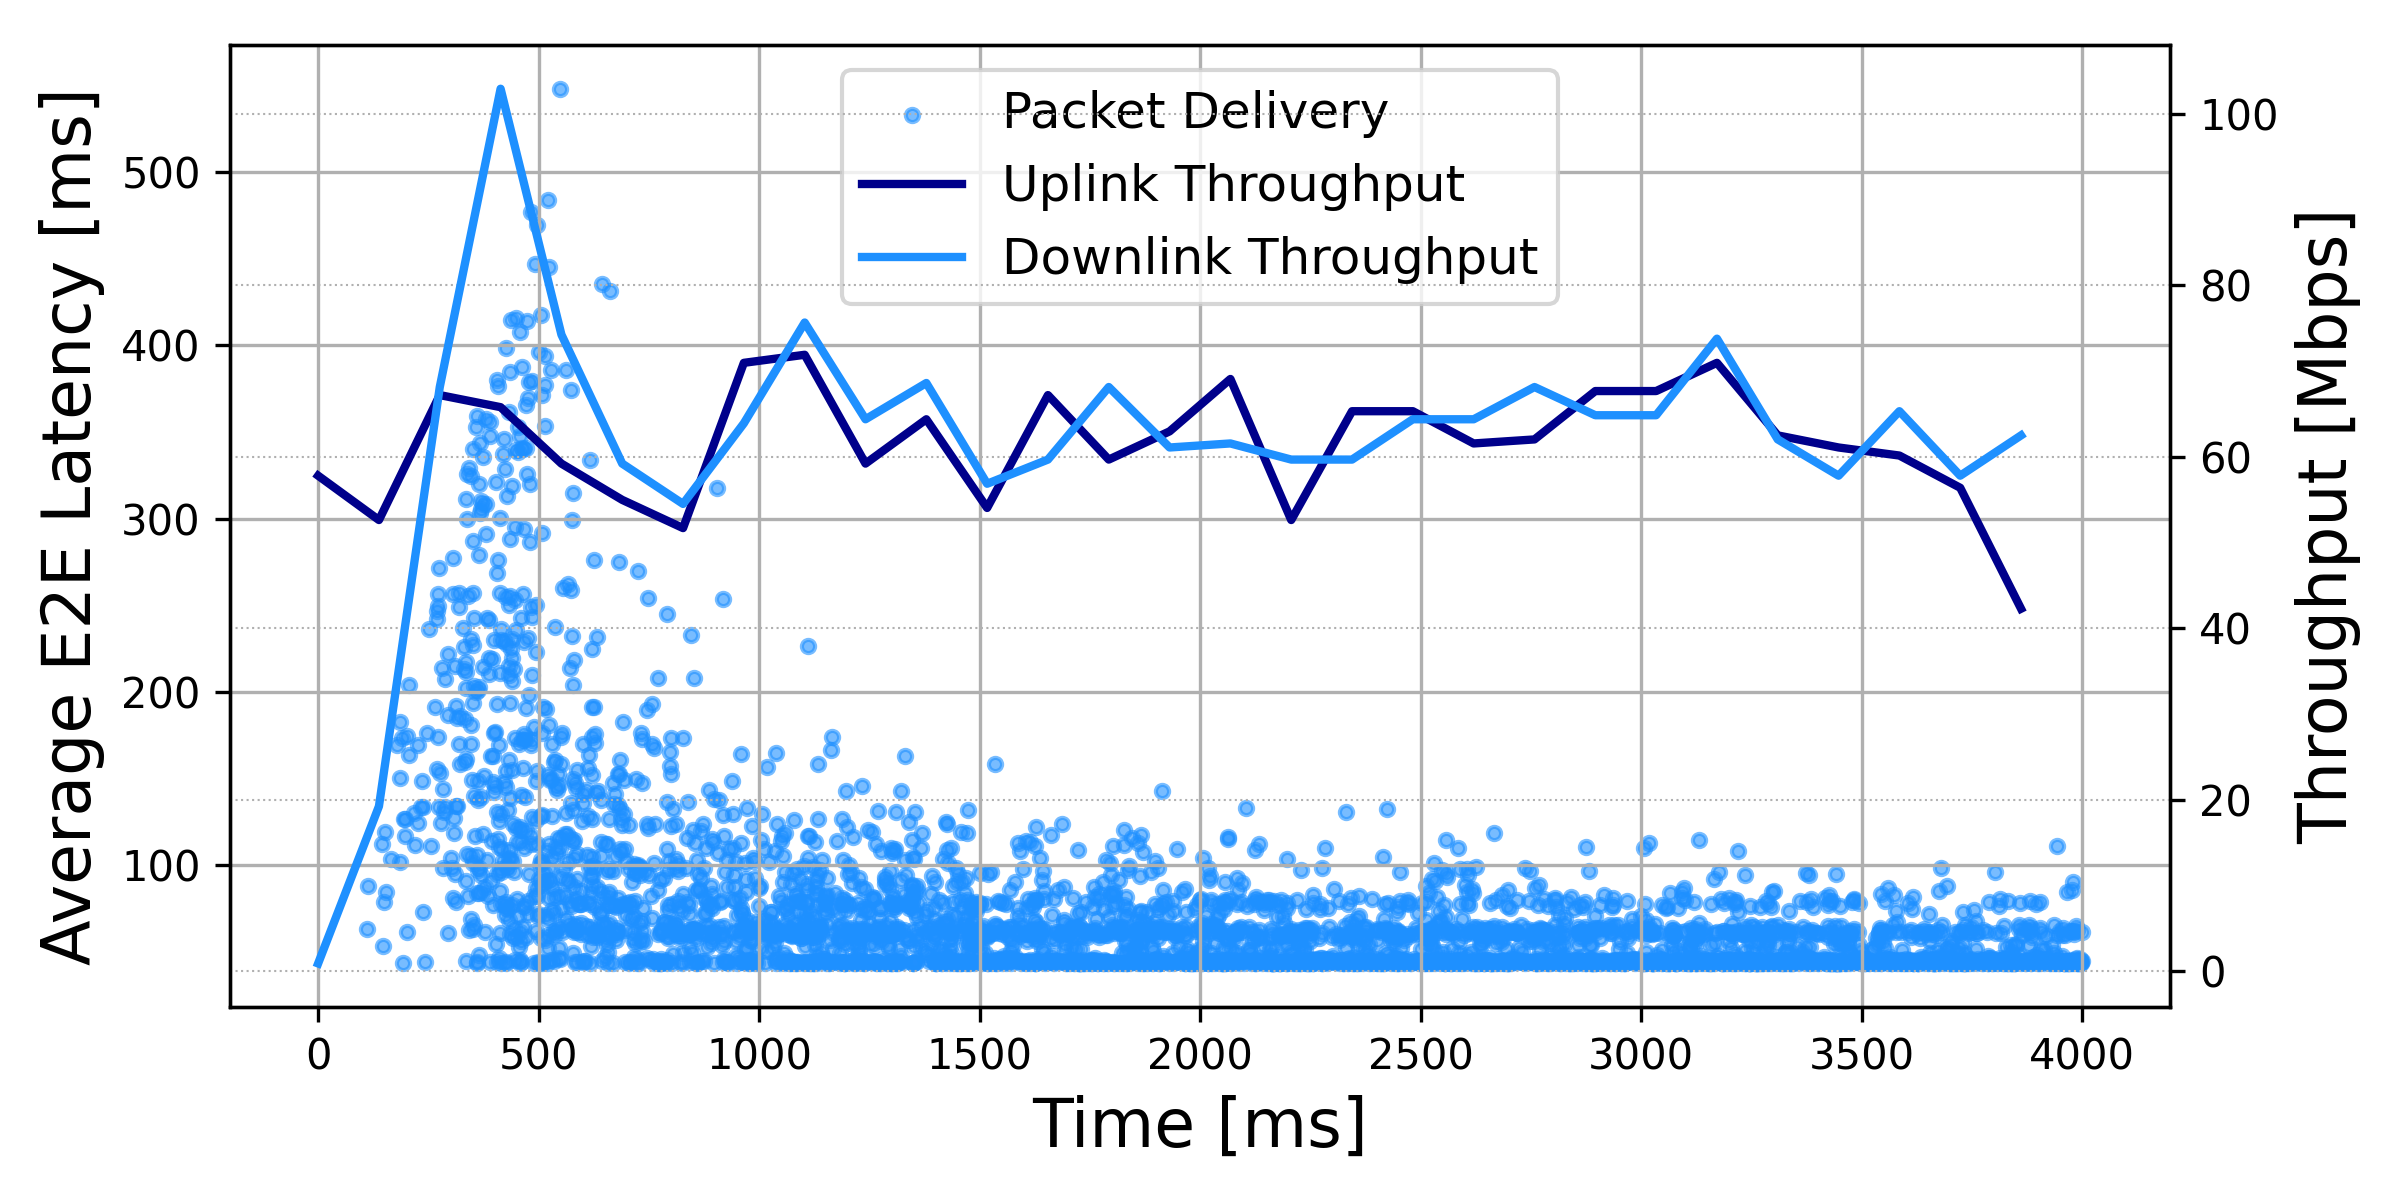 Packet Delivery
Uplink Throughput
Downlink Throughput
Average E2E Latency [ms]
500
400
300
200
100
Throughput [Mbps]
100
80
60
40
20
0
0 500 1000 1500 2000 2500 3000 3500 4000
Time [ms]